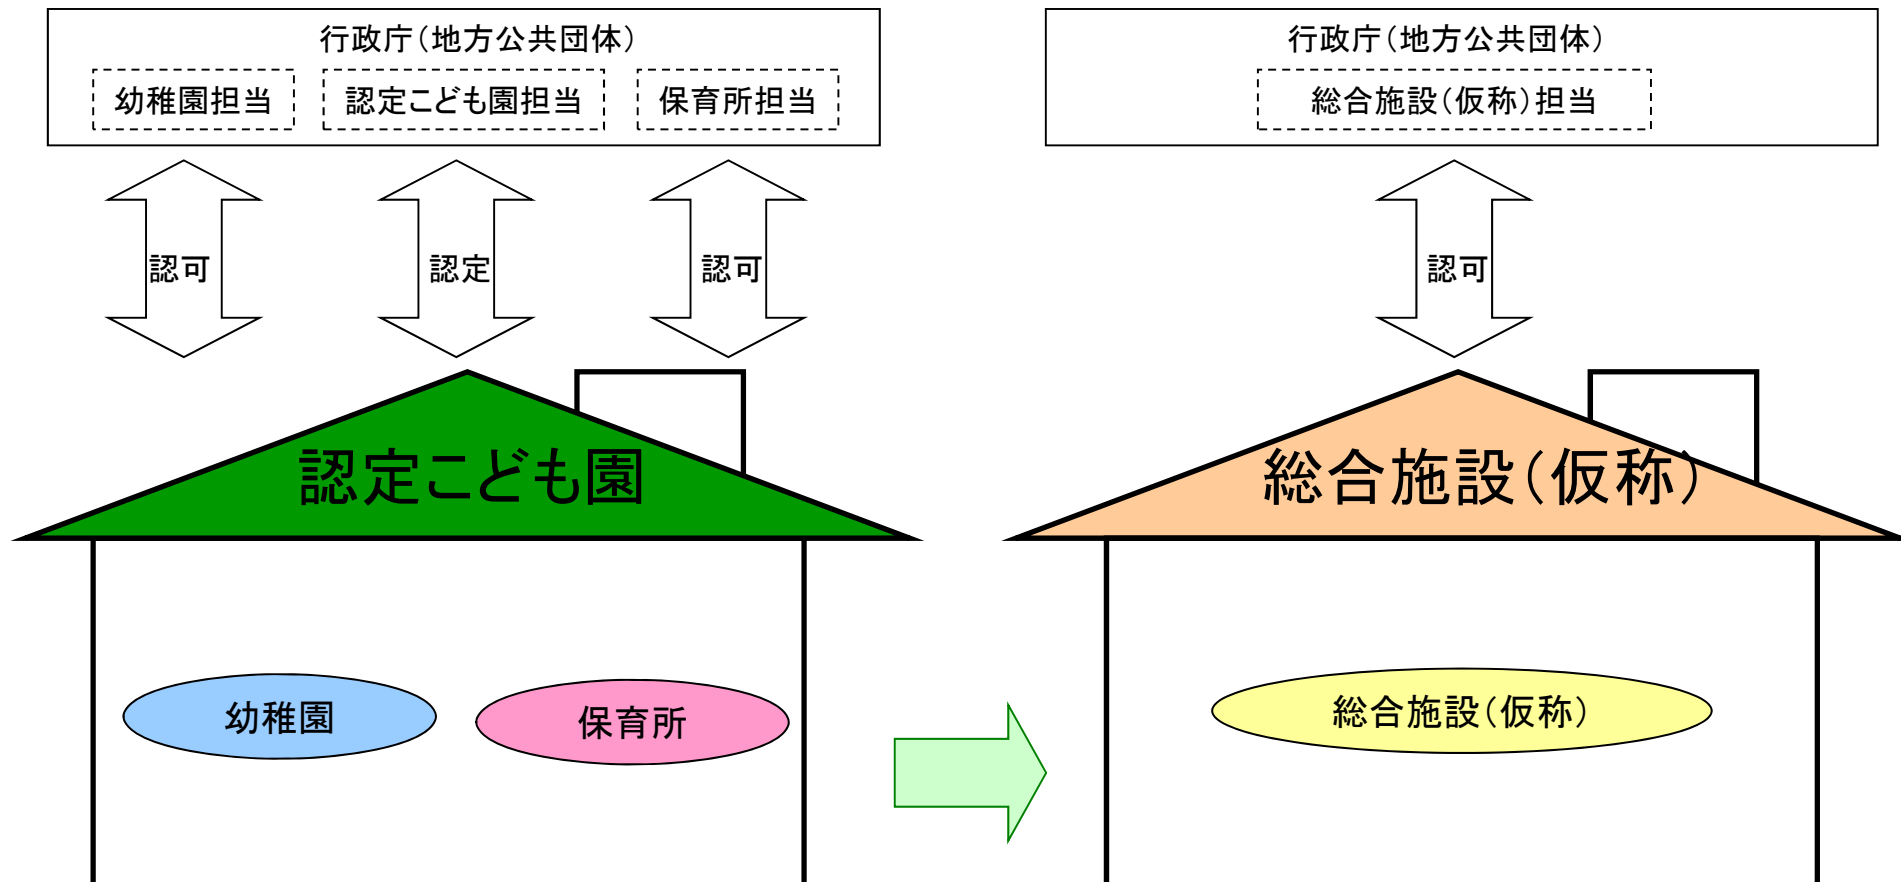 行政庁（地方公共団体）
幼稚園担当
認定こども園担当
保育所担当
認可
認定
認可
認定こども園
幼稚園
保育所
行政庁（地方公共団体）
総合施設（仮称）担当
認可
総合施設（仮称）
総合施設（仮称）